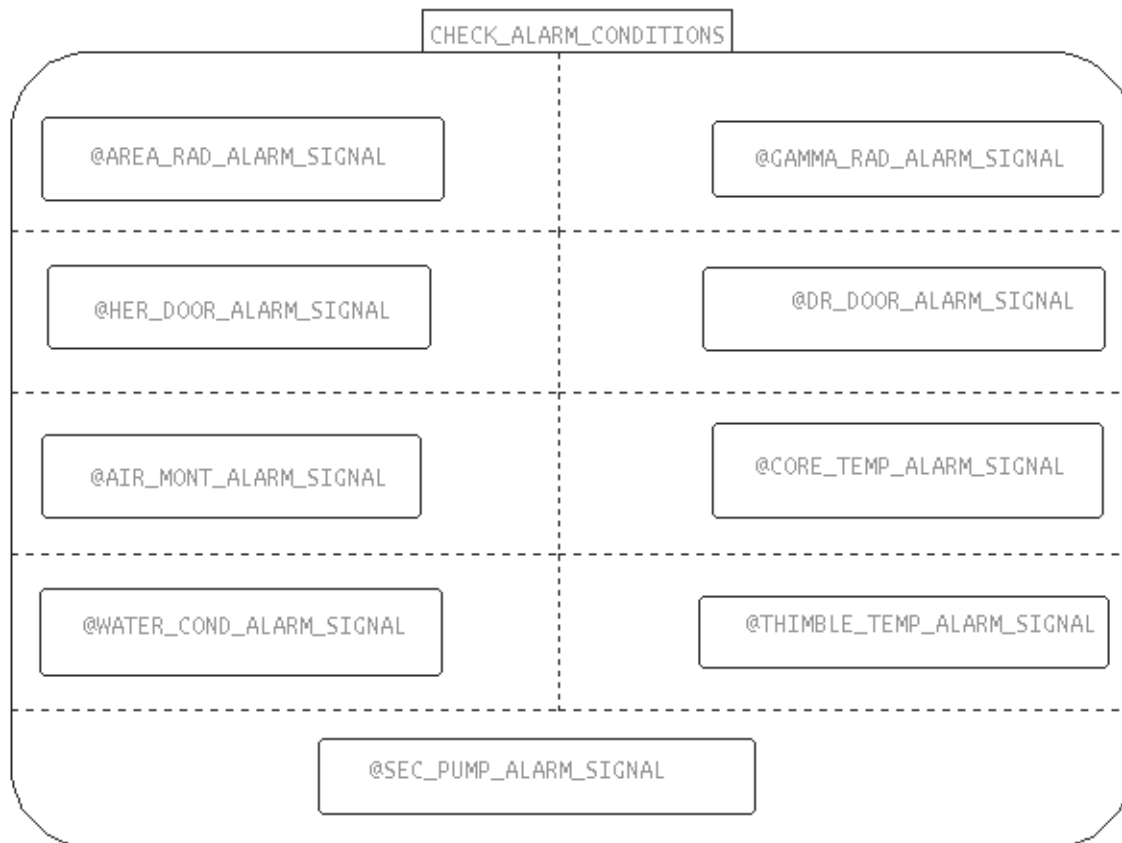 CHECK_ALARM_CONDITIONS
@AREA_RAD_ALARM_SIGNAL
@GAMMA_RAD_ALARM_SIGNAL
@HER_DOOR_ALARM_SIGNAL
@DR_DOOR_ALARM_SIGNAL
@AIR_MONT_ALARM_SIGNAL
@CORE_TEMP_ALARM_SIGNAL
@WATER_COND_ALARM_SIGNAL
@THIMBLE_TEMP_ALARM_SIGNAL
@SEC_PUMP_ALARM_SIGNAL